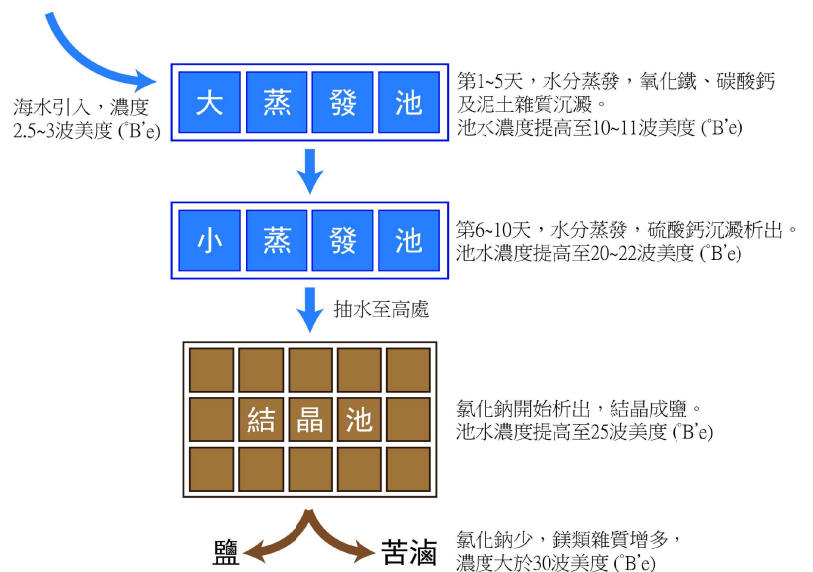 海水引入，濃度
2.5~3波美度 (°B’e)
大蒸發池
第1~5天，水分蒸發，氧化鐵、碳酸鈣
及泥土雜質沉澱。
池水濃度提高至10~11波美度 (°B’e)
小蒸發池
第6~10天，水分蒸發，硫酸鈣沉澱析出。
池水濃度提高至20~22波美度 (°B’e)
抽水至高處
結晶池
氯化鈉開始析出，結晶成鹽。
池水濃度提高至25波美度 (°B’e)
鹽
苦滷
氯化鈉少，鎂類雜質增多，
濃度大於30波美度 (°B’e)